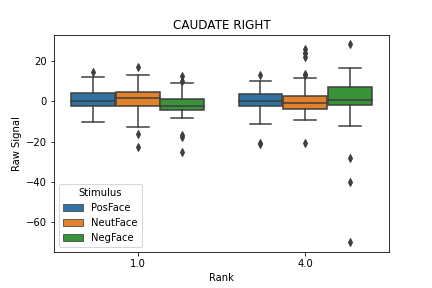 CAUDATE RIGHT
20
0
−20
−40
−60
Raw Signal
Stimulus
PosFace
NeutFace
NegFace
1.0
4.0
Rank